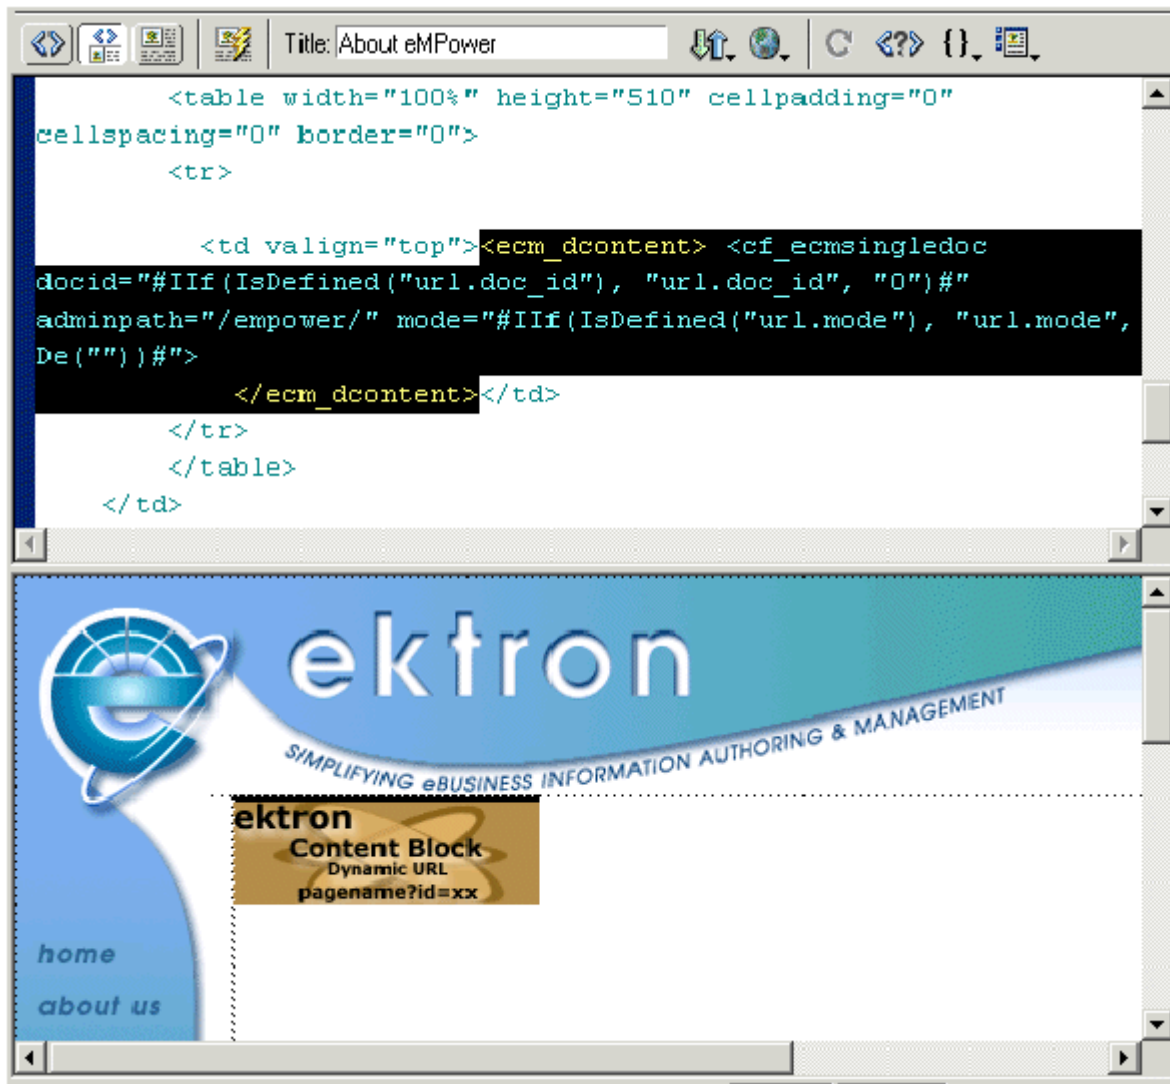 Title: About eMPower
<table width="100%" height="510" cellpadding="0"
cellspacing="0" border="0">
<tr>
<td valign="top"><ecm_dcontent> <cf_ecmsingledoc
docid="#IIf(IsDefined("url.doc_id"), "url.doc_id", "0")#"
adminpath="/empower/" mode="#IIf(IsDefined("url.mode"), "url.mode",
De(""))#">
</ecm_dcontent></td>
</tr>
</table>
</td>
ektron
SIMPLIFYING eBUSINESS INFORMATION AUTHORING & MANAGEMENT
ektron
Content Block
Dynamic URL
pagename?id=xx
home
about us